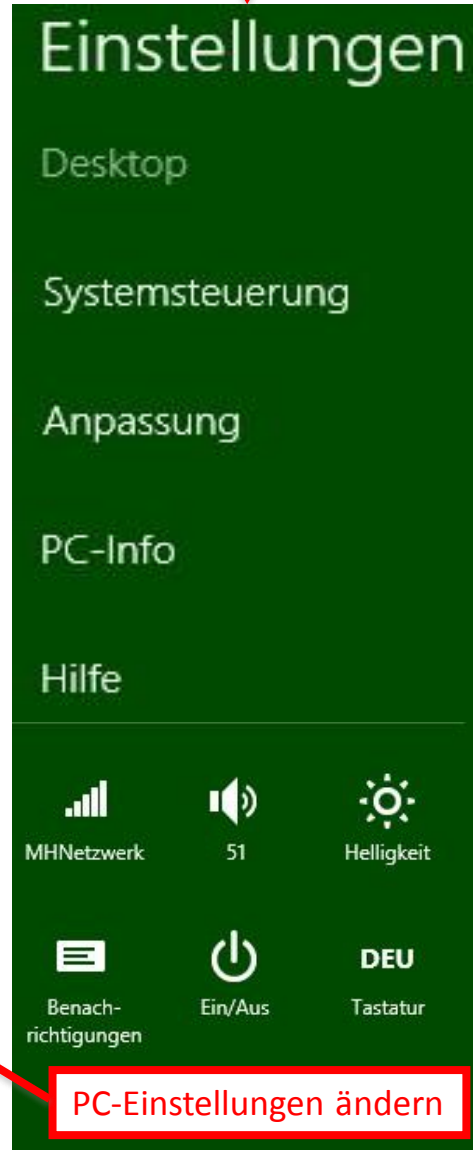 Einstellungen
Desktop
Systemsteuerung
Anpassung
PC-Info
Hilfe
MHNetzwerk
51
Helligkeit
DEU
Benach-
richtigungen
Ein/Aus
Tastatur
PC-Einstellungen ändern